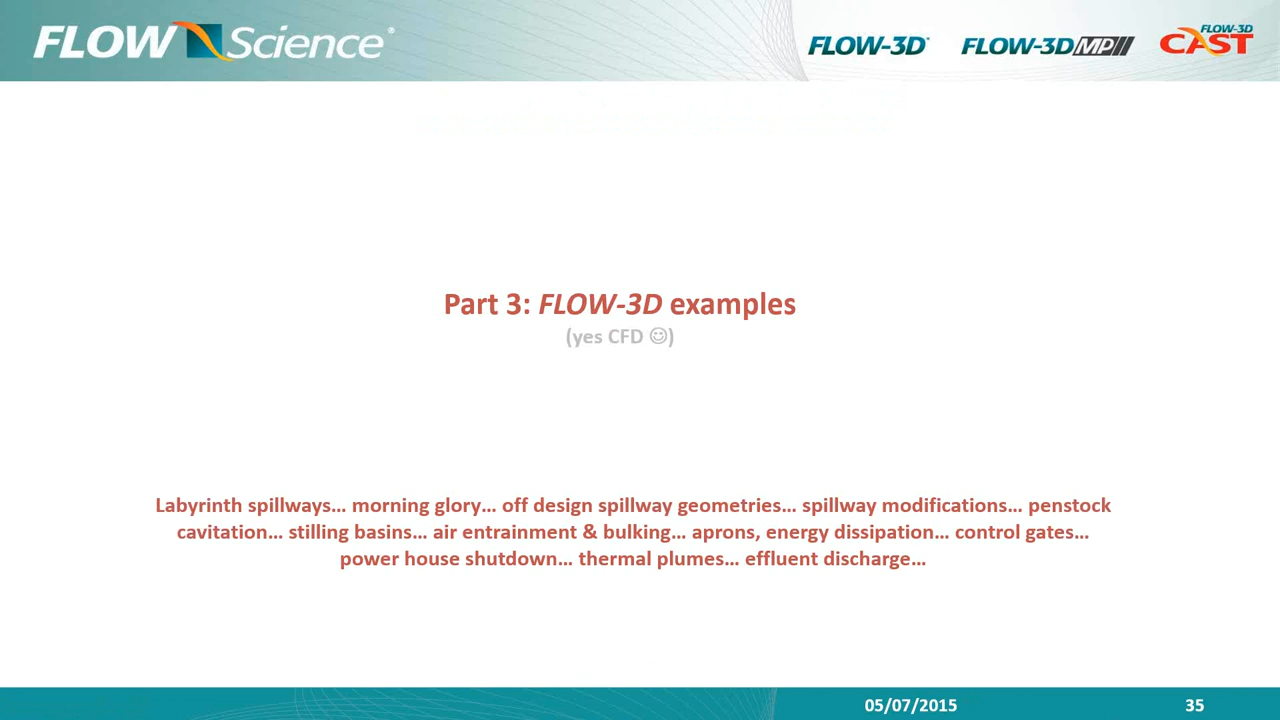 FLOW Science® FLOW-3D® FLOW-3D MP FLOW-3D CAST
Part 3: FLOW-3D examples
(yes CFD ☺)
Labyrinth spillways… morning glory… off design spillway geometries… spillway modifications… penstock
cavitation… stilling basins… air entrainment & bulking… aprons, energy dissipation… control gates…
power house shutdown… thermal plumes… effluent discharge…
05/07/2015 35